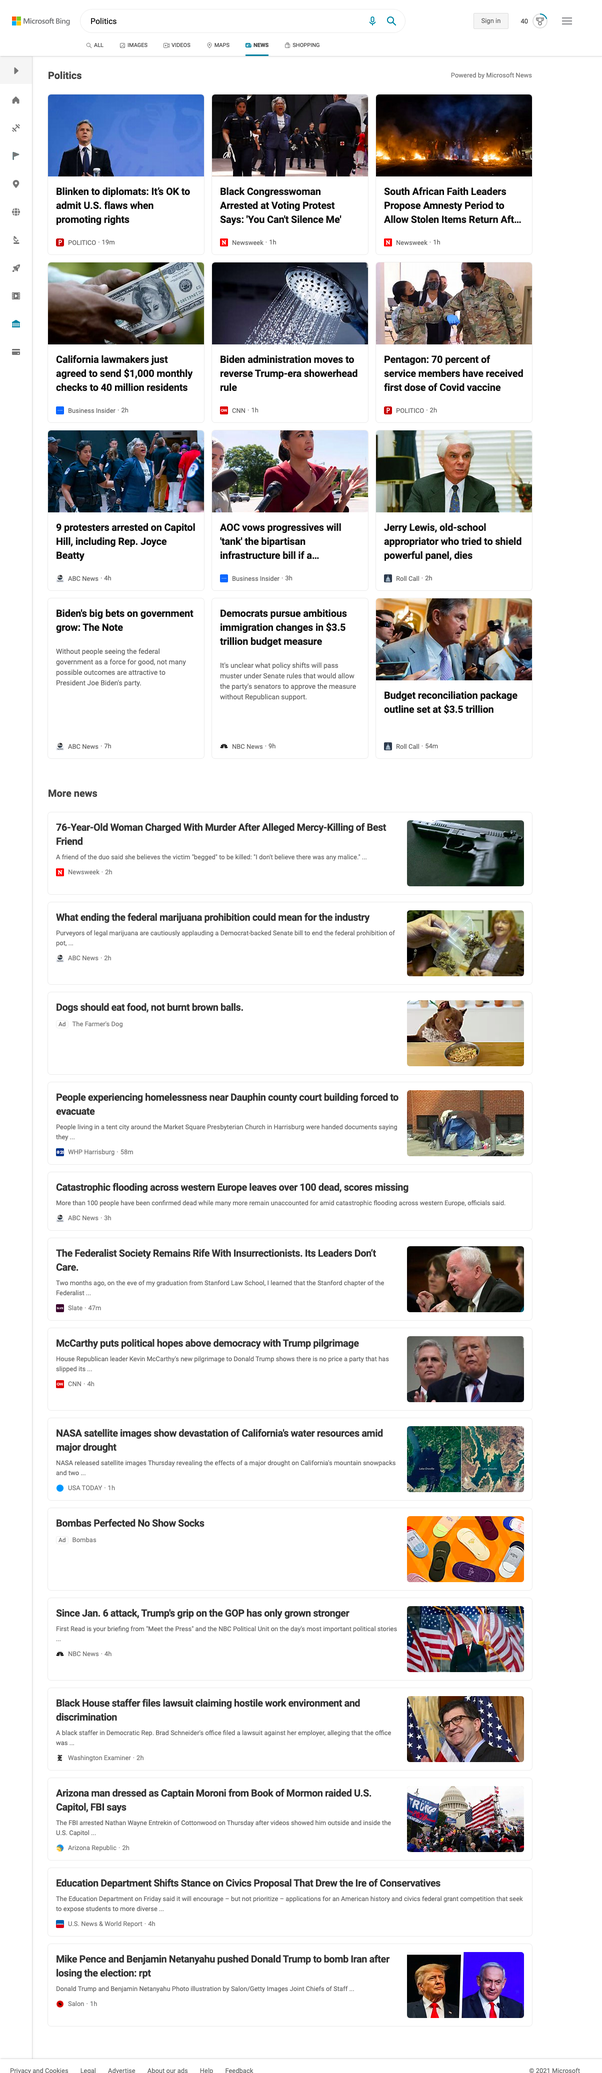 Microsoft Bing
Politics
Sign in
40
ALL
IMAGES
VIDEOS
MAPS
NEWS
SHOPPING
Politics
Powered by Microsoft News
Blinken to diplomats: It's OK to
admit U.S. flaws when
promoting rights
POLITICO · 19m
Black Congresswoman
Arrested at Voting Protest
Says: 'You Can't Silence Me'
Newsweek · 1h
South African Faith Leaders
Propose Amnesty Period to
Allow Stolen Items Return Aft...
Newsweek · 1h
California lawmakers just
agreed to send $1,000 monthly
checks to 40 million residents
Business Insider · 2h
Biden administration moves to
reverse Trump-era showerhead
rule
CNN · 1h
Pentagon: 70 percent of
service members have received
first dose of Covid vaccine
POLITICO · 2h
9 protesters arrested on Capitol
Hill, including Rep. Joyce
Beatty
ABC News · 4h
AOC vows progressives will
'tank' the bipartisan
infrastructure bill if a...
Business Insider · 3h
Jerry Lewis, old-school
appropriator who tried to shield
powerful panel, dies
Roll Call · 2h
Biden's big bets on government
grow: The Note
Without people seeing the federal
government as a force for good, not many
possible outcomes are attractive to
President Joe Biden's party.
ABC News · 7h
Democrats pursue ambitious
immigration changes in $3.5
trillion budget measure
It's unclear what policy shifts will pass
muster under Senate rules that would allow
the party's senators to approve the measure
without Republican support.
NBC News · 9h
Budget reconciliation package
outline set at $3.5 trillion
Roll Call · 54m
More news
76-Year-Old Woman Charged With Murder After Alleged Mercy-Killing of Best
Friend
A friend of the duo said she believes the victim "begged" to be killed: "I don't believe there was any malice." ...
Newsweek · 2h
What ending the federal marijuana prohibition could mean for the industry
Purveyors of legal marijuana are cautiously applauding a Democrat-backed Senate bill to end the federal prohibition of
pot, ...
ABC News · 2h
Dogs should eat food, not burnt brown balls.
Ad The Farmer's Dog
People experiencing homelessness near Dauphin county court building forced to
evacuate
People living in a tent city around the Market Square Presbyterian Church in Harrisburg were handed documents saying
they ...
WHP Harrisburg · 58m
Catastrophic flooding across western Europe leaves over 100 dead, scores missing
More than 100 people have been confirmed dead while many more remain unaccounted for amid catastrophic flooding across western Europe, officials said.
ABC News · 3h
The Federalist Society Remains Rife With Insurrectionists. Its Leaders Don't
Care.
Two months ago, on the eve of my graduation from Stanford Law School, I learned that the Stanford chapter of the
Federalist ...
Slate · 47m
McCarthy puts political hopes above democracy with Trump pilgrimage
House Republican leader Kevin McCarthy's new pilgrimage to Donald Trump shows there is no price a party that has
slipped its ...
CNN · 4h
NASA satellite images show devastation of California's water resources amid
major drought
NASA released satellite images Thursday revealing the effects of a major drought on California's mountain snowpacks
and two ...
USA TODAY · 1h
Bombas Perfected No Show Socks
Ad Bombas
Since Jan. 6 attack, Trump's grip on the GOP has only grown stronger
First Read is your briefing from "Meet the Press" and the NBC Political Unit on the day's most important political stories
...
NBC News · 4h
Black House staffer files lawsuit claiming hostile work environment and
discrimination
A black staffer in Democratic Rep. Brad Schneider's office filed a lawsuit against her employer, alleging that the office
was ...
Washington Examiner · 2h
Arizona man dressed as Captain Moroni from Book of Mormon raided U.S.
Capitol, FBI says
The FBI arrested Nathan Wayne Entrekin of Cottonwood on Thursday after videos showed him outside and inside the
U.S. Capitol ...
Arizona Republic · 2h
TRUMP
Education Department Shifts Stance on Civics Proposal That Drew the Ire of Conservatives
The Education Department on Friday said it will encourage – but not prioritize – applications for an American history and civics federal grant competition that seek
to expose students to more diverse ...
U.S. News & World Report · 4h
Mike Pence and Benjamin Netanyahu pushed Donald Trump to bomb Iran after
losing the election: rpt
Donald Trump and Benjamin Netanyahu Photo illustration by Salon/Getty Images Joint Chiefs of Staff ...
Salon · 1h
Privacy and Cookies
Legal
Advertise
About our ads
Help
Feedback
© 2021 Microsoft